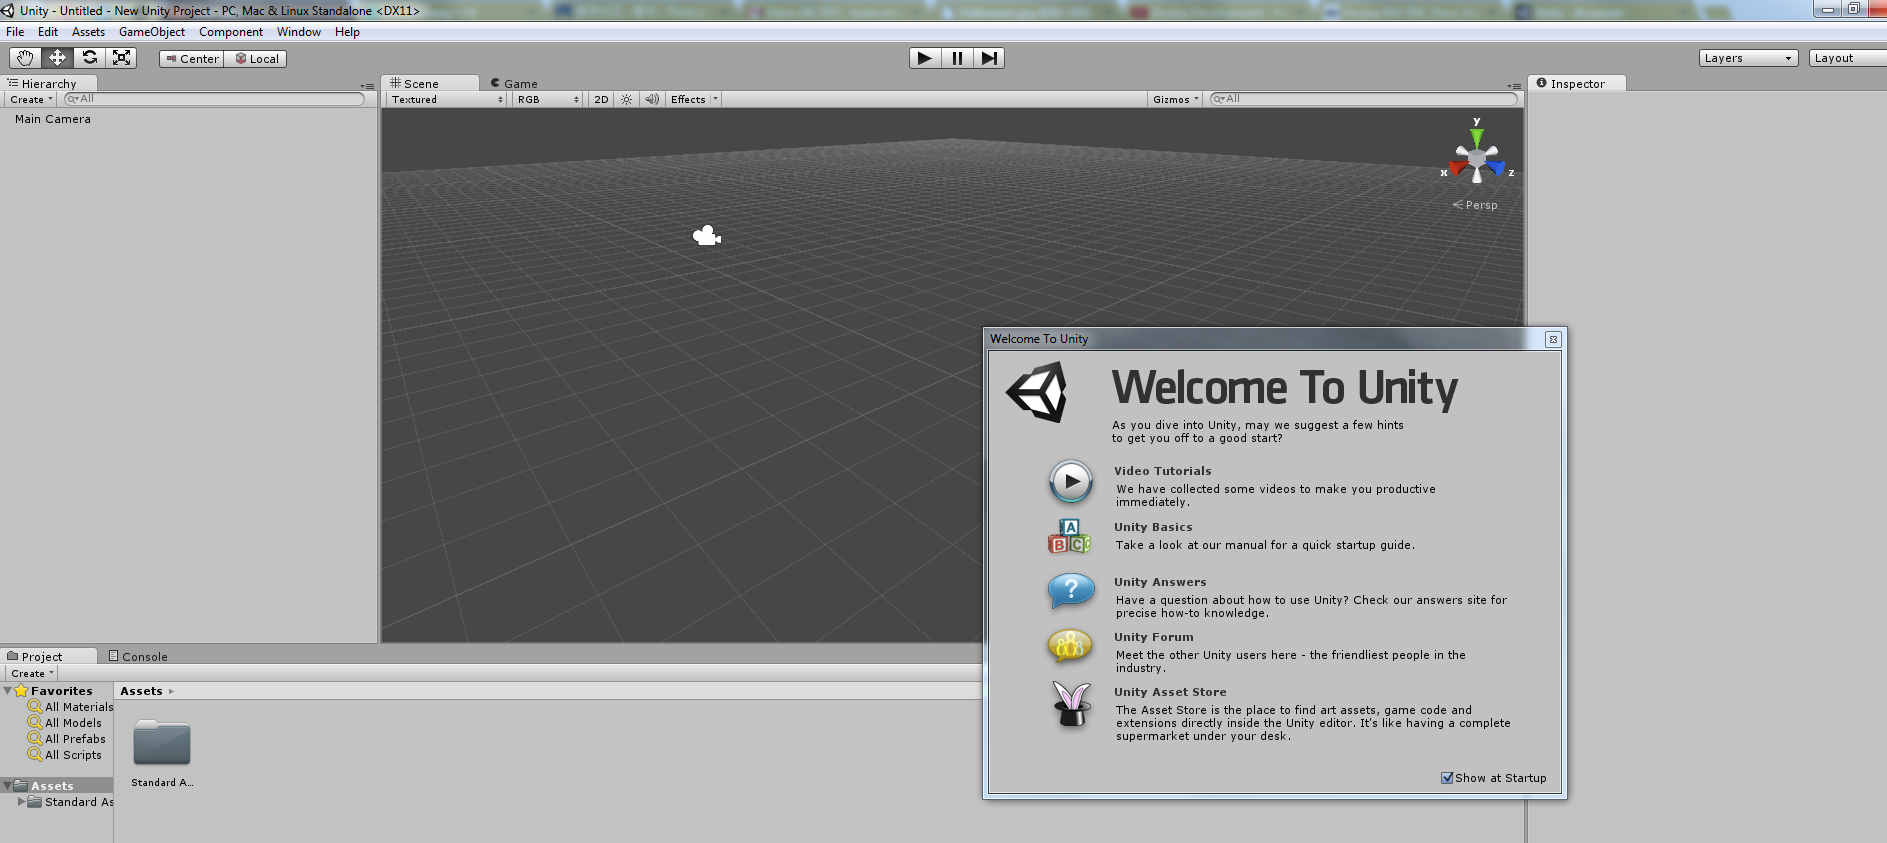 Unity - Untitled - New Unity Project - PC, Mac & Linux Standalone <DX11>
File Edit Assets GameObject Component Window Help
Center Local Layers Layout
Hierarchy
Create All
Main Camera
Scene Game
Textured RGB 2D Effects Gizmos All
y
x z
Persp
Inspector
Welcome To Unity
Welcome To Unity
As you dive into Unity, may we suggest a few hints
to get you off to a good start?
Video Tutorials
We have collected some videos to make you productive
immediately.
A
B C
Unity Basics
Take a look at our manual for a quick startup guide.
?
Unity Answers
Have a question about how to use Unity? Check our answers site for
precise how-to knowledge.
Unity Forum
Meet the other Unity users here - the friendliest people in the
industry.
Unity Asset Store
The Asset Store is the place to find art assets, game code and
extensions directly inside the Unity editor. It's like having a complete
supermarket under your desk.
Show at Startup
Project Console
Create
Favorites
All Materials
All Models
All Prefabs
All Scripts
Assets
Standard As
Assets
Standard A...